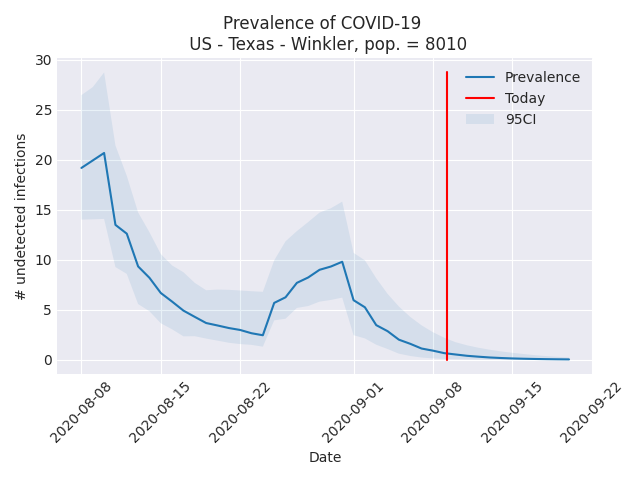 Prevalence of COVID-19
US - Texas - Winkler, pop. = 8010
Prevalence
Today
95CI
# undetected infections
30
25
20
15
10
5
0
2020-08-08
2020-08-15
2020-08-22
2020-09-01
2020-09-08
2020-09-15
2020-09-22
Date